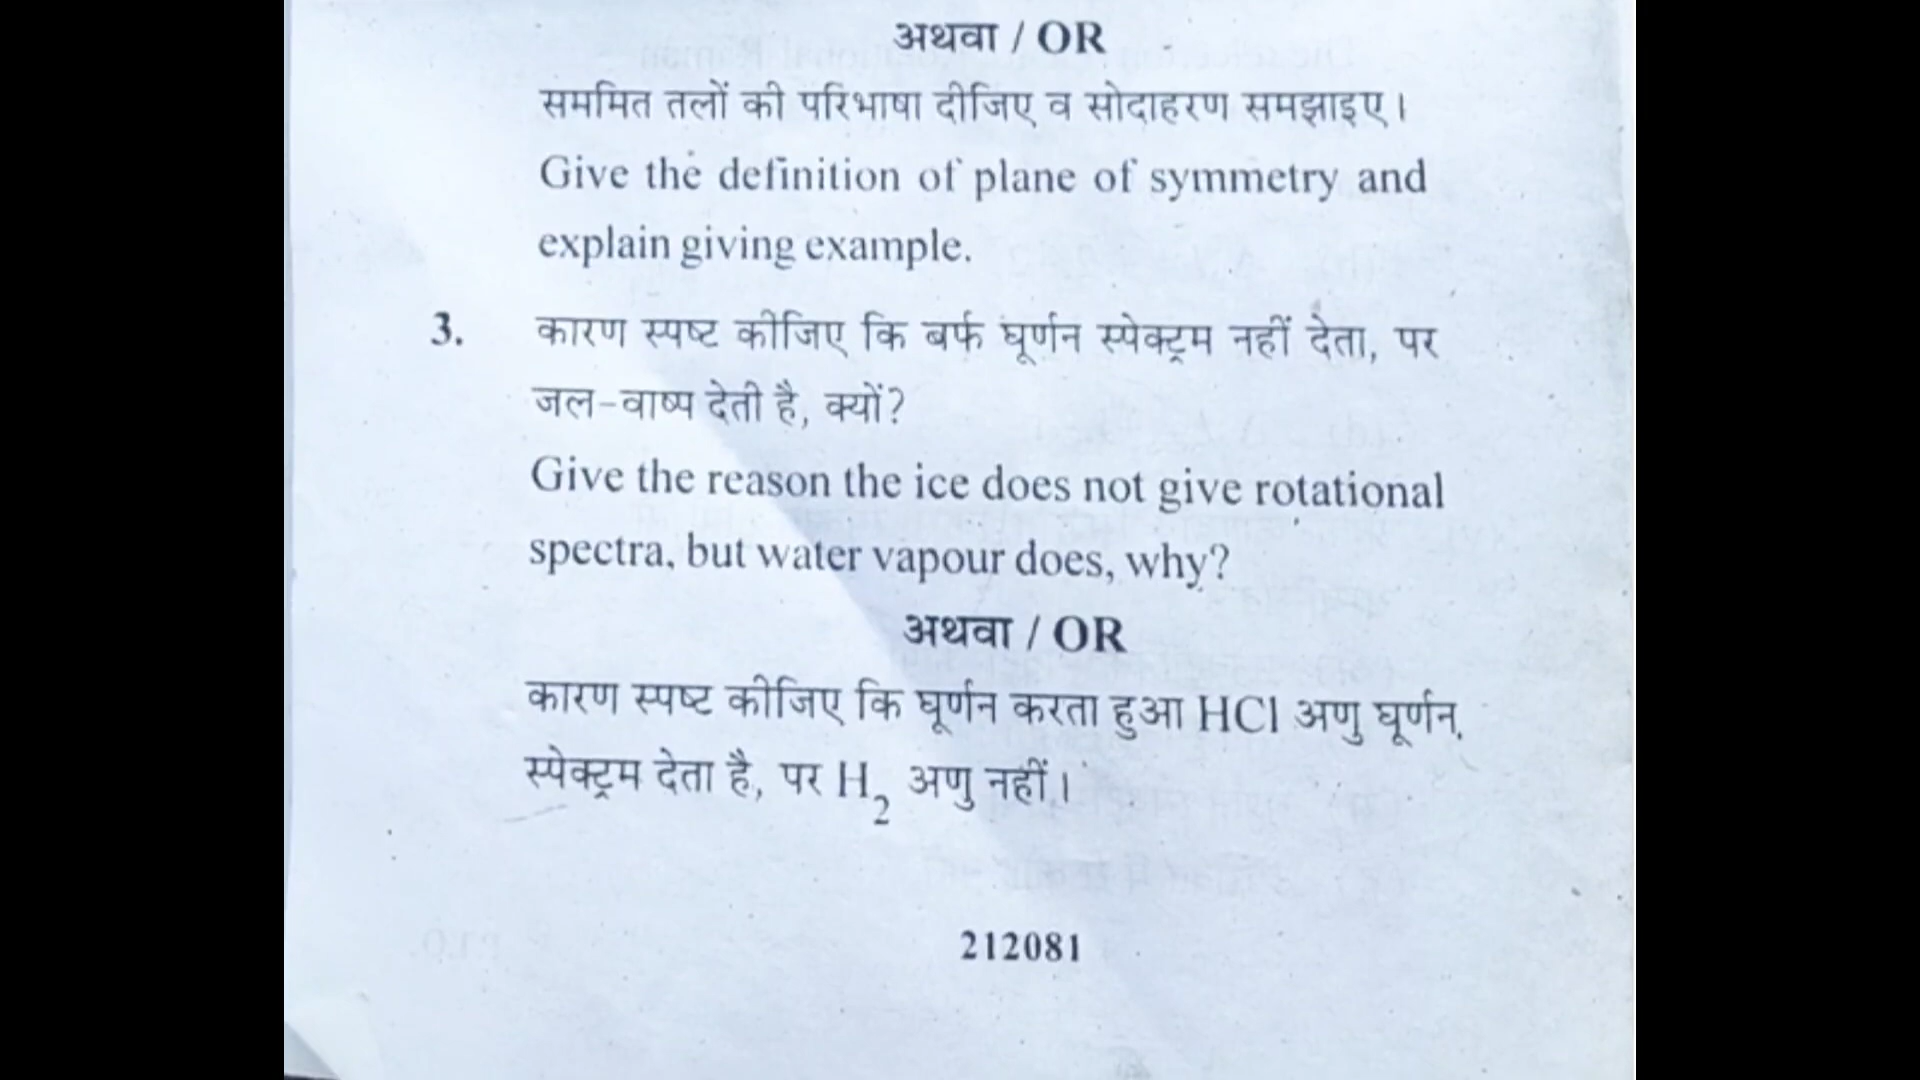 अथवा / OR
सममित तलों की परिभाषा दीजिए व सोदाहरण समझाइए।
Give the definition of plane of symmetry and
explain giving example.
3. कारण स्पष्ट कीजिए कि बर्फ घूर्णन स्पेक्ट्रम नहीं देता, पर
जल-वाष्प देती है, क्यों?
Give the reason the ice does not give rotational
spectra, but water vapour does, why?
अथवा / OR
कारण स्पष्ट कीजिए कि घूर्णन करता हुआ HCl अणु घूर्णन
स्पेक्ट्रम देता है, पर H₂ अणु नहीं।
212081